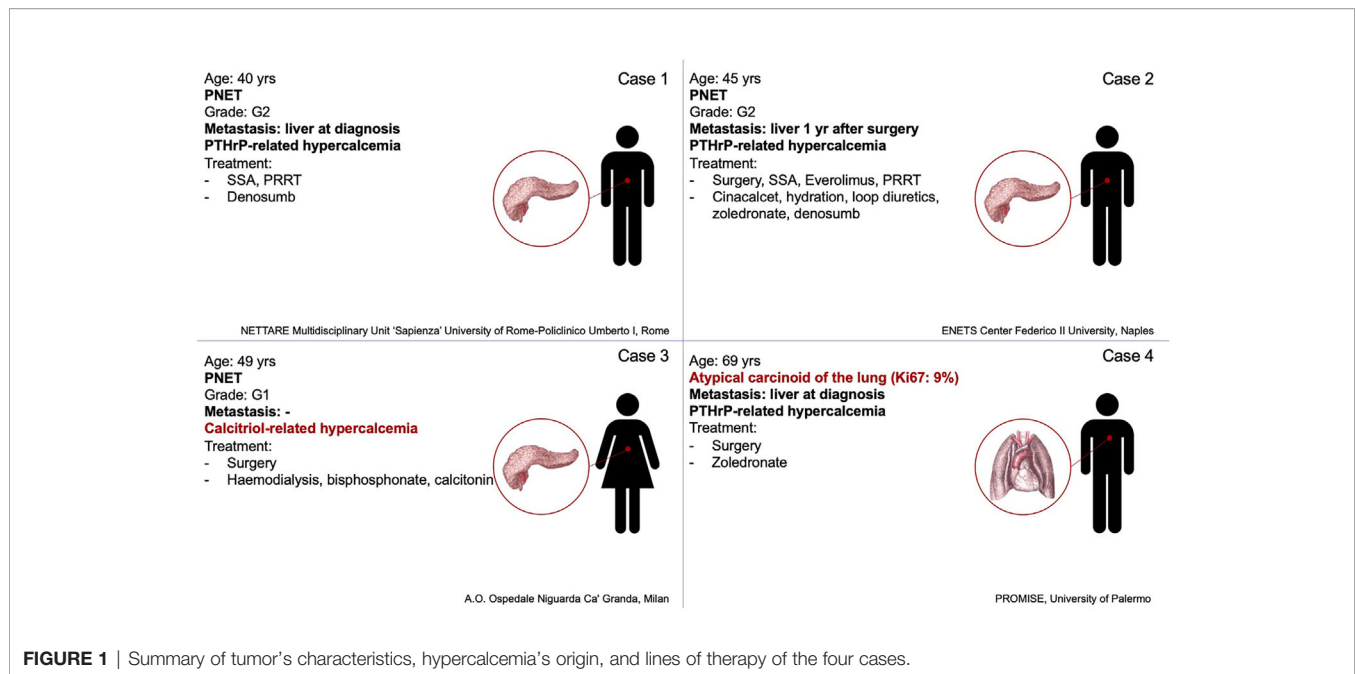 Case 1
Age: 40 yrs
PNET
Grade: G2
Metastasis: liver at diagnosis
PTHrP-related hypercalcemia
Treatment:
- SSA, PRRT
- Denosumb
NETTARE Multidisciplinary Unit 'Sapienza' University of Rome-Policlinico Umberto I, Rome
Case 2
Age: 45 yrs
PNET
Grade: G2
Metastasis: liver 1 yr after surgery
PTHrP-related hypercalcemia
Treatment:
- Surgery, SSA, Everolimus, PRRT
- Cinacalcet, hydration, loop diuretics,
zoledronate, denosumb
ENETS Center Federico II University, Naples
Case 3
Age: 49 yrs
PNET
Grade: G1
Metastasis: -
Calcitriol-related hypercalcemia
Treatment:
- Surgery
- Haemodialysis, bisphosphonate, calcitonin
A.O. Ospedale Niguarda Ca' Granda, Milan
Case 4
Age: 69 yrs
Atypical carcinoid of the lung (Ki67: 9%)
Metastasis: liver at diagnosis
PTHrP-related hypercalcemia
Treatment:
- Surgery
- Zoledronate
PROMISE, University of Palermo
FIGURE 1 | Summary of tumor's characteristics, hypercalcemia's origin, and lines of therapy of the four cases.